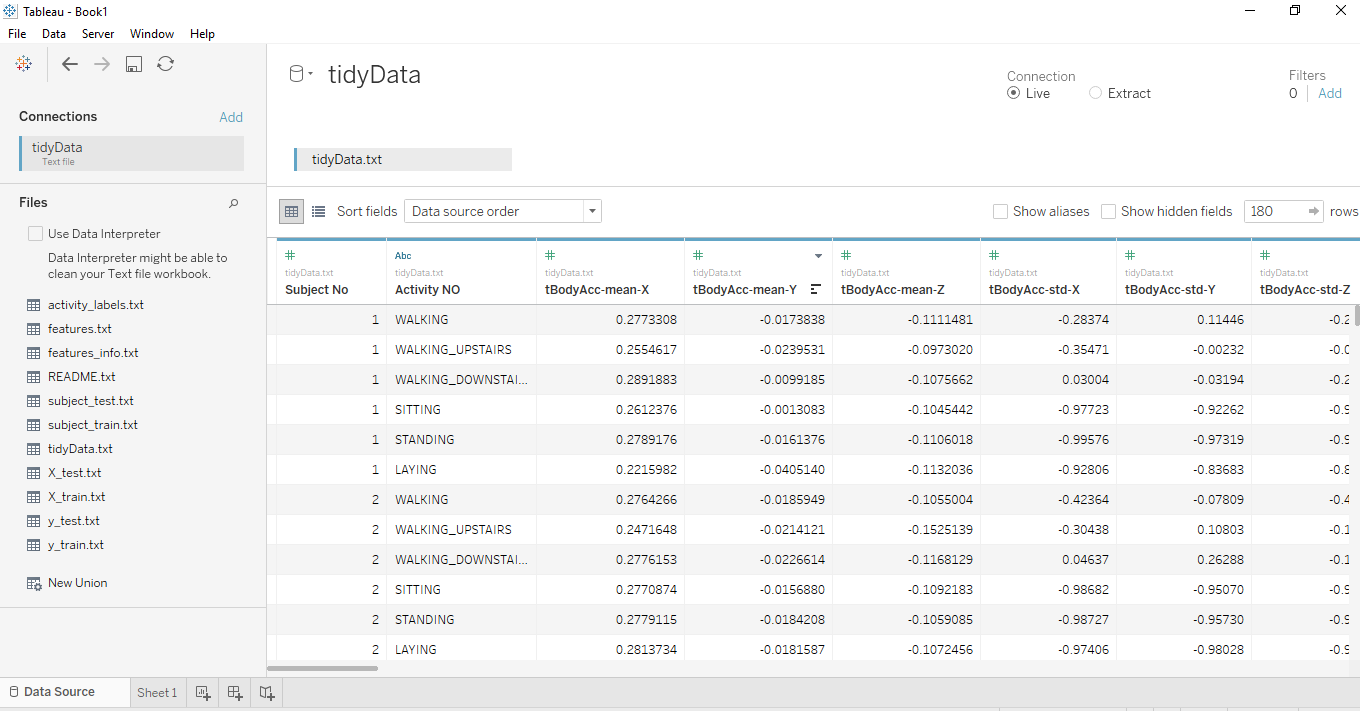 Tableau - Book1
File Data Server Window Help
Connections Add
tidyData
Text file
Files
Use Data Interpreter
Data Interpreter might be able to
clean your Text file workbook.
activity_labels.txt
features.txt
features_info.txt
README.txt
subject_test.txt
subject_train.txt
tidyData.txt
X_test.txt
X_train.txt
y_test.txt
y_train.txt
New Union
tidyData
Connection
Live Extract
Filters
0 Add
tidyData.txt
Sort fields Data source order Show aliases Show hidden fields 180 rows
# Abc # # # # # #
tidyData.txt tidyData.txt tidyData.txt tidyData.txt tidyData.txt tidyData.txt tidyData.txt tidyData.txt
Subject No Activity NO tBodyAcc-mean-X tBodyAcc-mean-Y tBodyAcc-mean-Z tBodyAcc-std-X tBodyAcc-std-Y tBodyAcc-std-Z
1 WALKING 0.2773308 -0.0173838 -0.1111481 -0.28374 0.11446 -0.2
1 WALKING_UPSTAIRS 0.2554617 -0.0239531 -0.0973020 -0.35471 -0.00232 -0.0
1 WALKING_DOWNSTAI... 0.2891883 -0.0099185 -0.1075662 0.03004 -0.03194 -0.2
1 SITTING 0.2612376 -0.0013083 -0.1045442 -0.97723 -0.92262 -0.9
1 STANDING 0.2789176 -0.0161376 -0.1106018 -0.99576 -0.97319 -0.9
1 LAYING 0.2215982 -0.0405140 -0.1132036 -0.92806 -0.83683 -0.8
2 WALKING 0.2764266 -0.0185949 -0.1055004 -0.42364 -0.07809 -0.4
2 WALKING_UPSTAIRS 0.2471648 -0.0214121 -0.1525139 -0.30438 0.10803 -0.1
2 WALKING_DOWNSTAI... 0.2776153 -0.0226614 -0.1168129 0.04637 0.26288 -0.1
2 SITTING 0.2770874 -0.0156880 -0.1092183 -0.98682 -0.95070 -0.9
2 STANDING 0.2779115 -0.0184208 -0.1059085 -0.98727 -0.95730 -0.9
2 LAYING 0.2813734 -0.0181587 -0.1072456 -0.97406 -0.98028 -0.9
Data Source Sheet 1